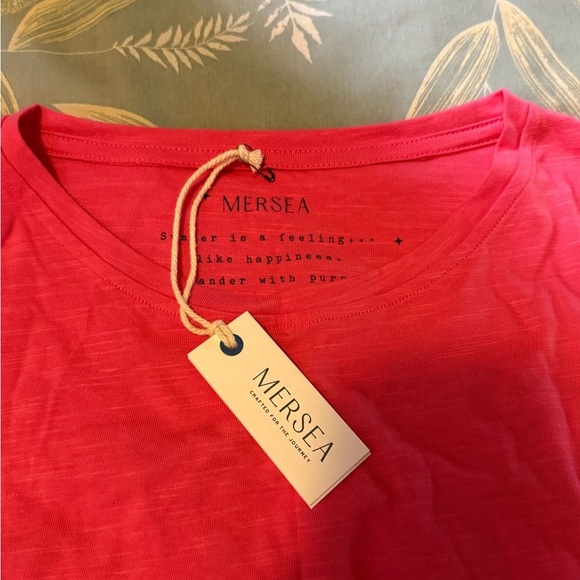 MERSEA
is a feeling...
like happiness.
with
MERSEA
CRAFTED FOR THE JOURNEY